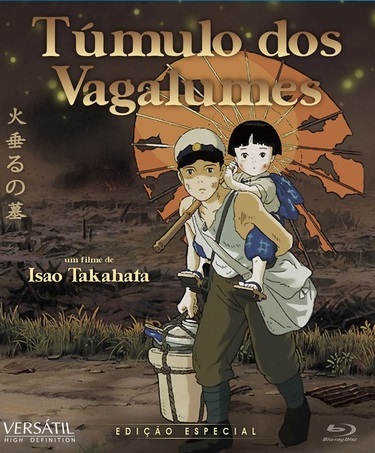 Túmulo dos
Vagalumes
火垂るの墓
um filme de
Isao Takahata
VERSÁTIL
HIGH DEFINITION
EDIÇÃO ESPECIAL
Blu-ray Disc